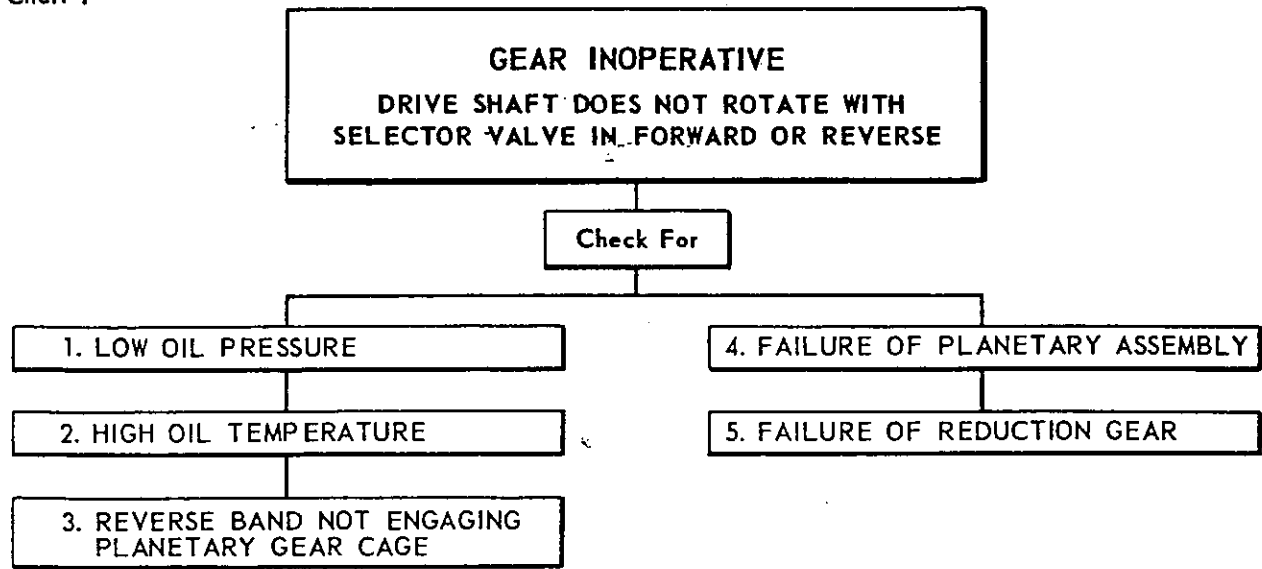 GEAR INOPERATIVE
DRIVE SHAFT DOES NOT ROTATE WITH
SELECTOR VALVE IN FORWARD OR REVERSE
Check For
1. LOW OIL PRESSURE
2. HIGH OIL TEMPERATURE
3. REVERSE BAND NOT ENGAGING
PLANETARY GEAR CAGE
4. FAILURE OF PLANETARY ASSEMBLY
5. FAILURE OF REDUCTION GEAR